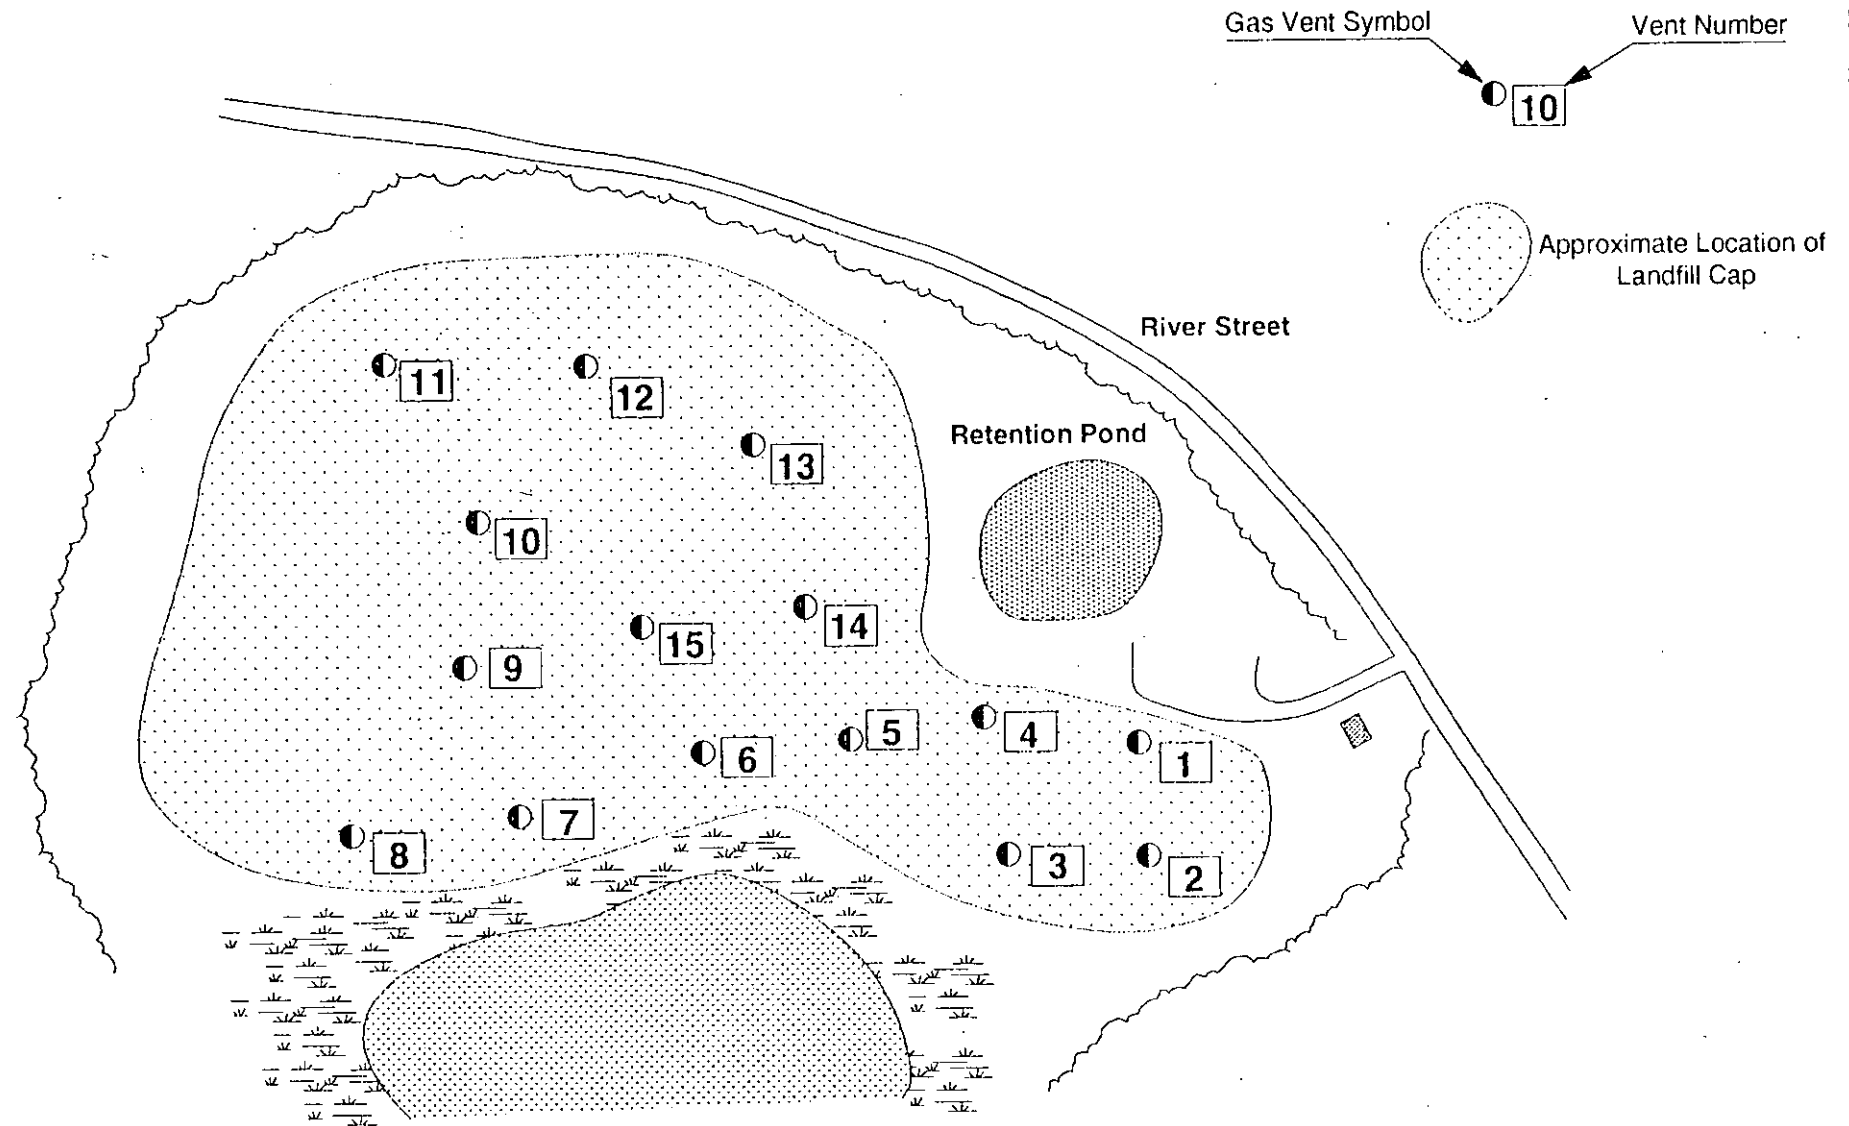 Gas Vent Symbol
Vent Number
10
Approximate Location of
Landfill Cap
River Street
11
12
Retention Pond
13
10
14
15
9
5
4
6
1
7
8
3
2